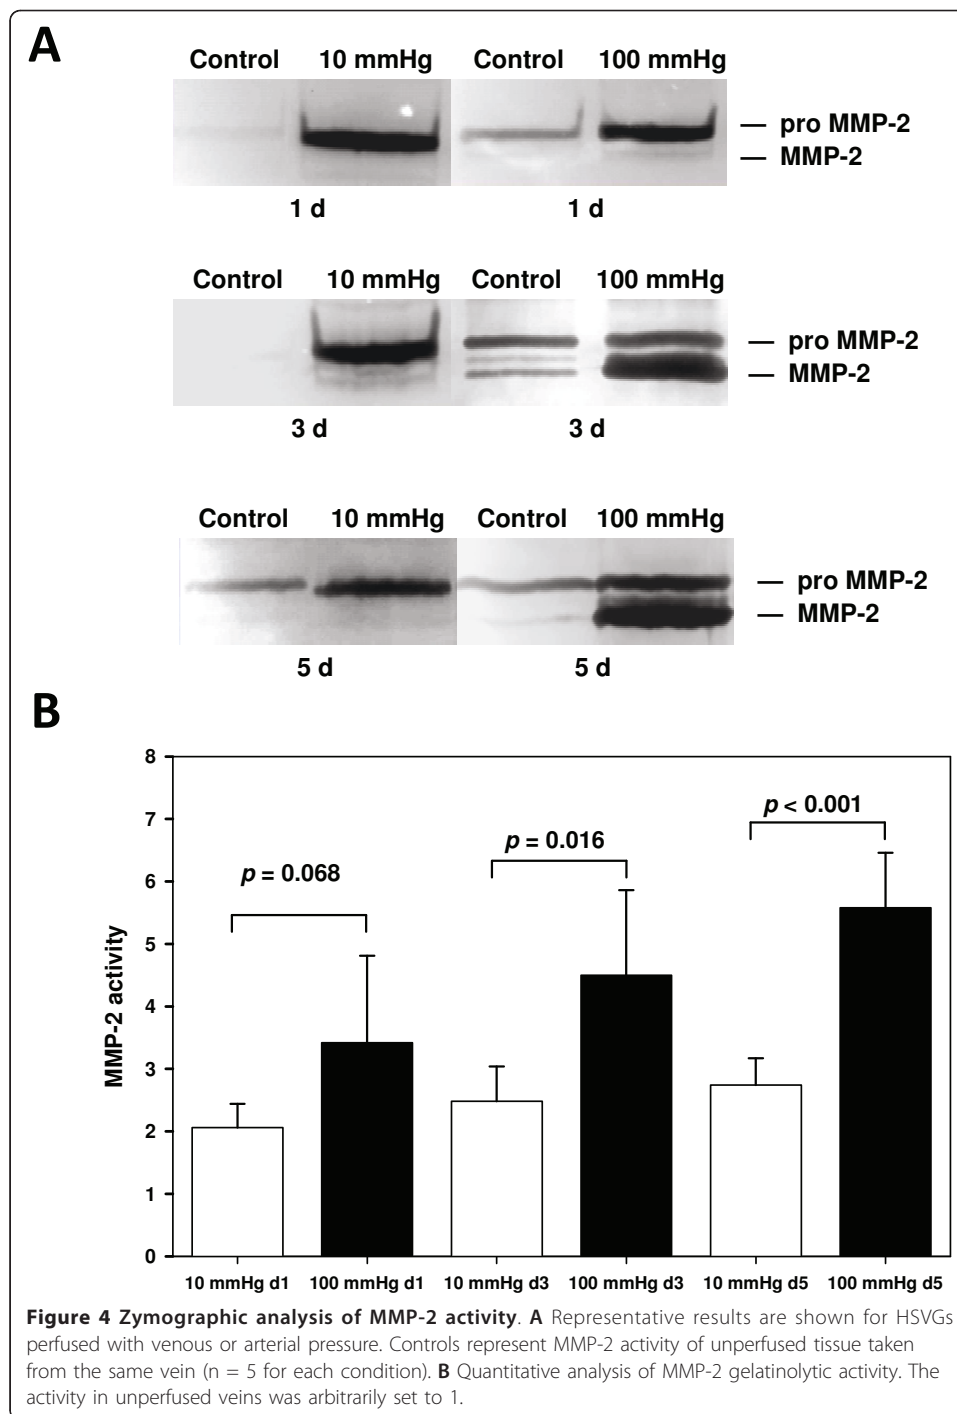 A
Control 10 mmHg Control 100 mmHg
— pro MMP-2
— MMP-2
1 d 1 d
Control 10 mmHg Control 100 mmHg
— pro MMP-2
— MMP-2
3 d 3 d
Control 10 mmHg Control 100 mmHg
— pro MMP-2
— MMP-2
5 d 5 d
B
8
7
6
5
4
3
2
1
0
MMP-2 activity
p = 0.068
p = 0.016
p < 0.001
10 mmHg d1 100 mmHg d1 10 mmHg d3 100 mmHg d3 10 mmHg d5 100 mmHg d5
Figure 4 Zymographic analysis of MMP-2 activity. A Representative results are shown for HSVGs
perfused with venous or arterial pressure. Controls represent MMP-2 activity of unperfused tissue taken
from the same vein (n = 5 for each condition). B Quantitative analysis of MMP-2 gelatinolytic activity. The
activity in unperfused veins was arbitrarily set to 1.